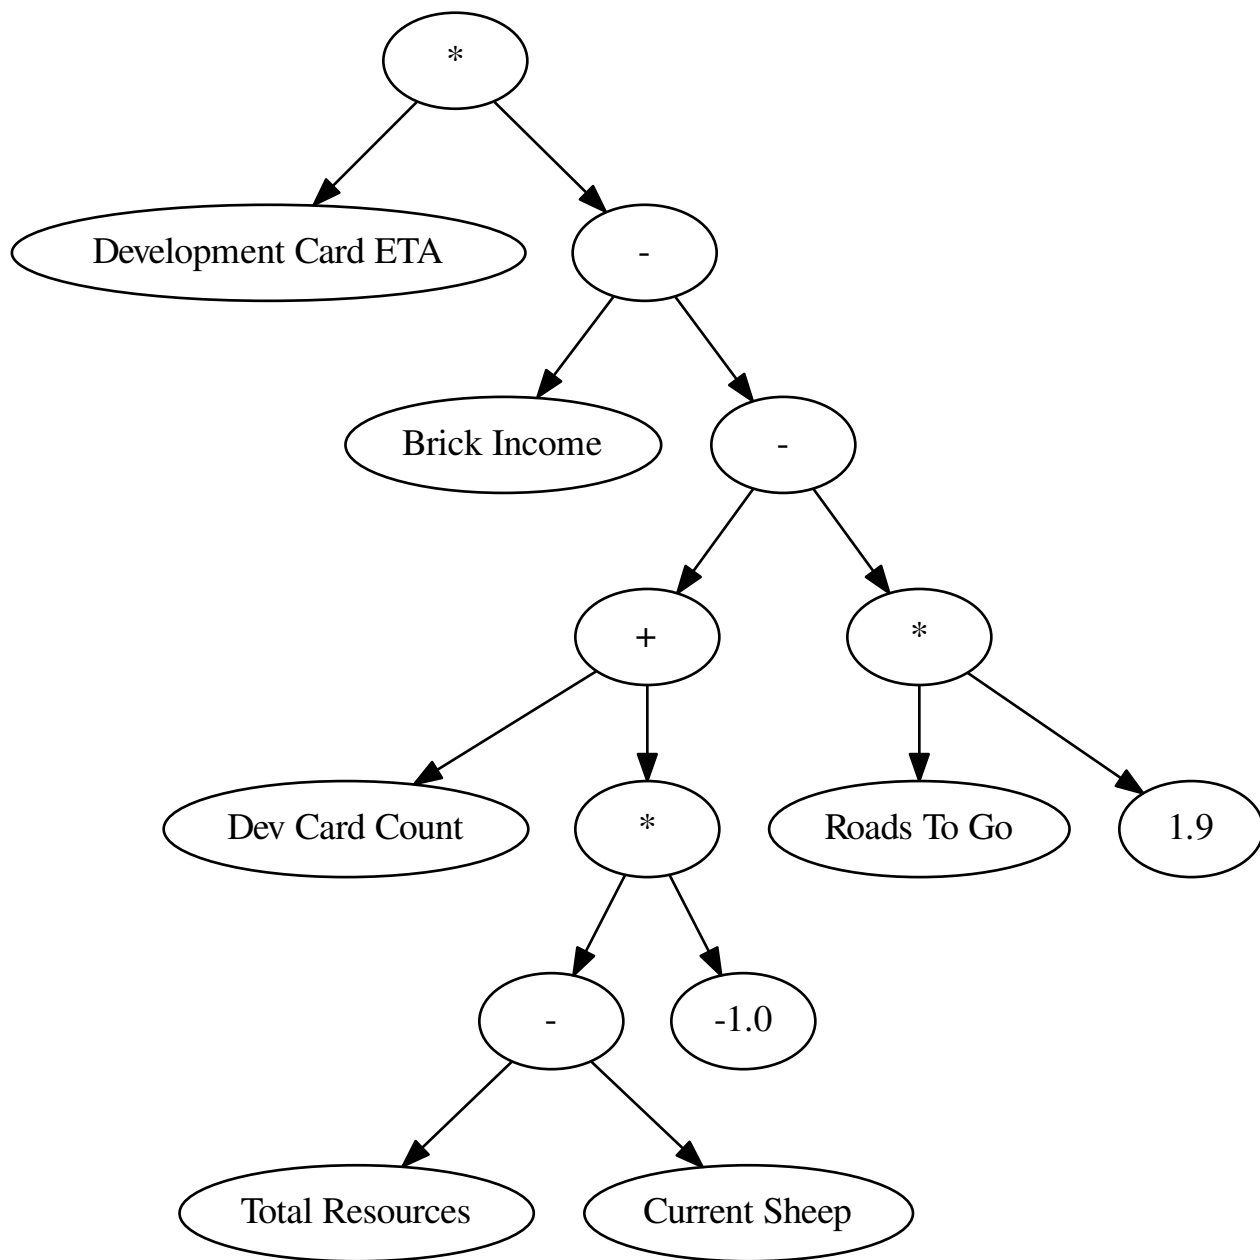 *
Development Card ETA
-
Brick Income
-
+
*
Dev Card Count
*
Roads To Go
1.9
-
-1.0
Total Resources
Current Sheep